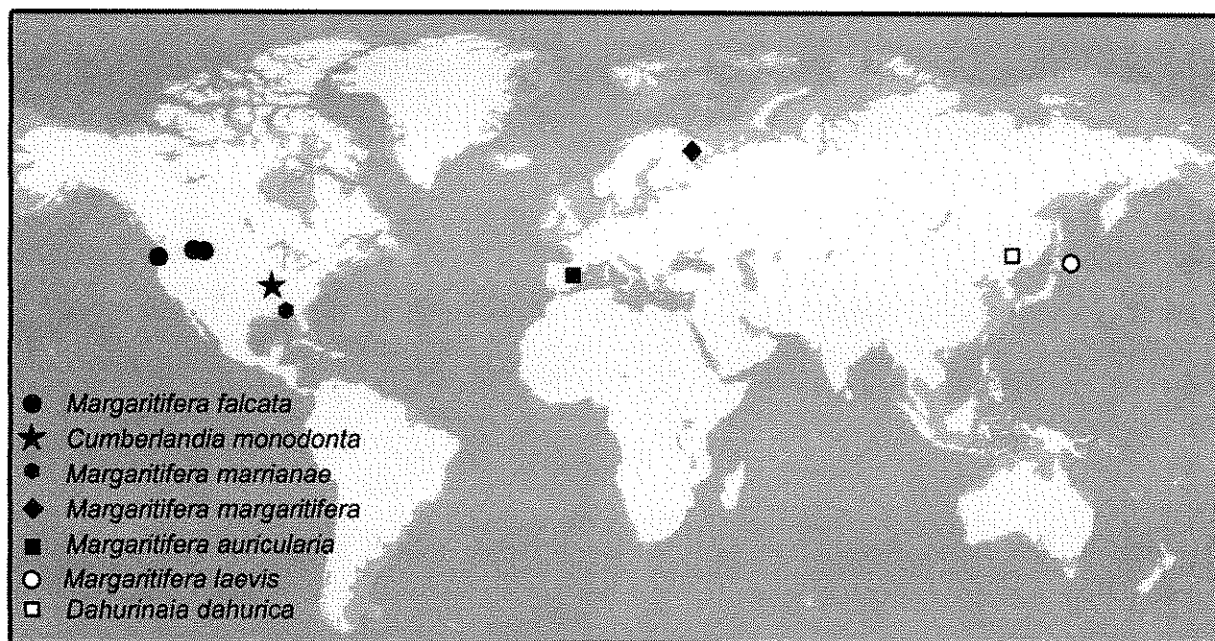 Margaritifera falcata
Cumberlandia monodonta
Margaritifera marrianae
Margaritifera margaritifera
Margaritifera auricularia
Margaritifera laevis
Dahurinaia dahurica